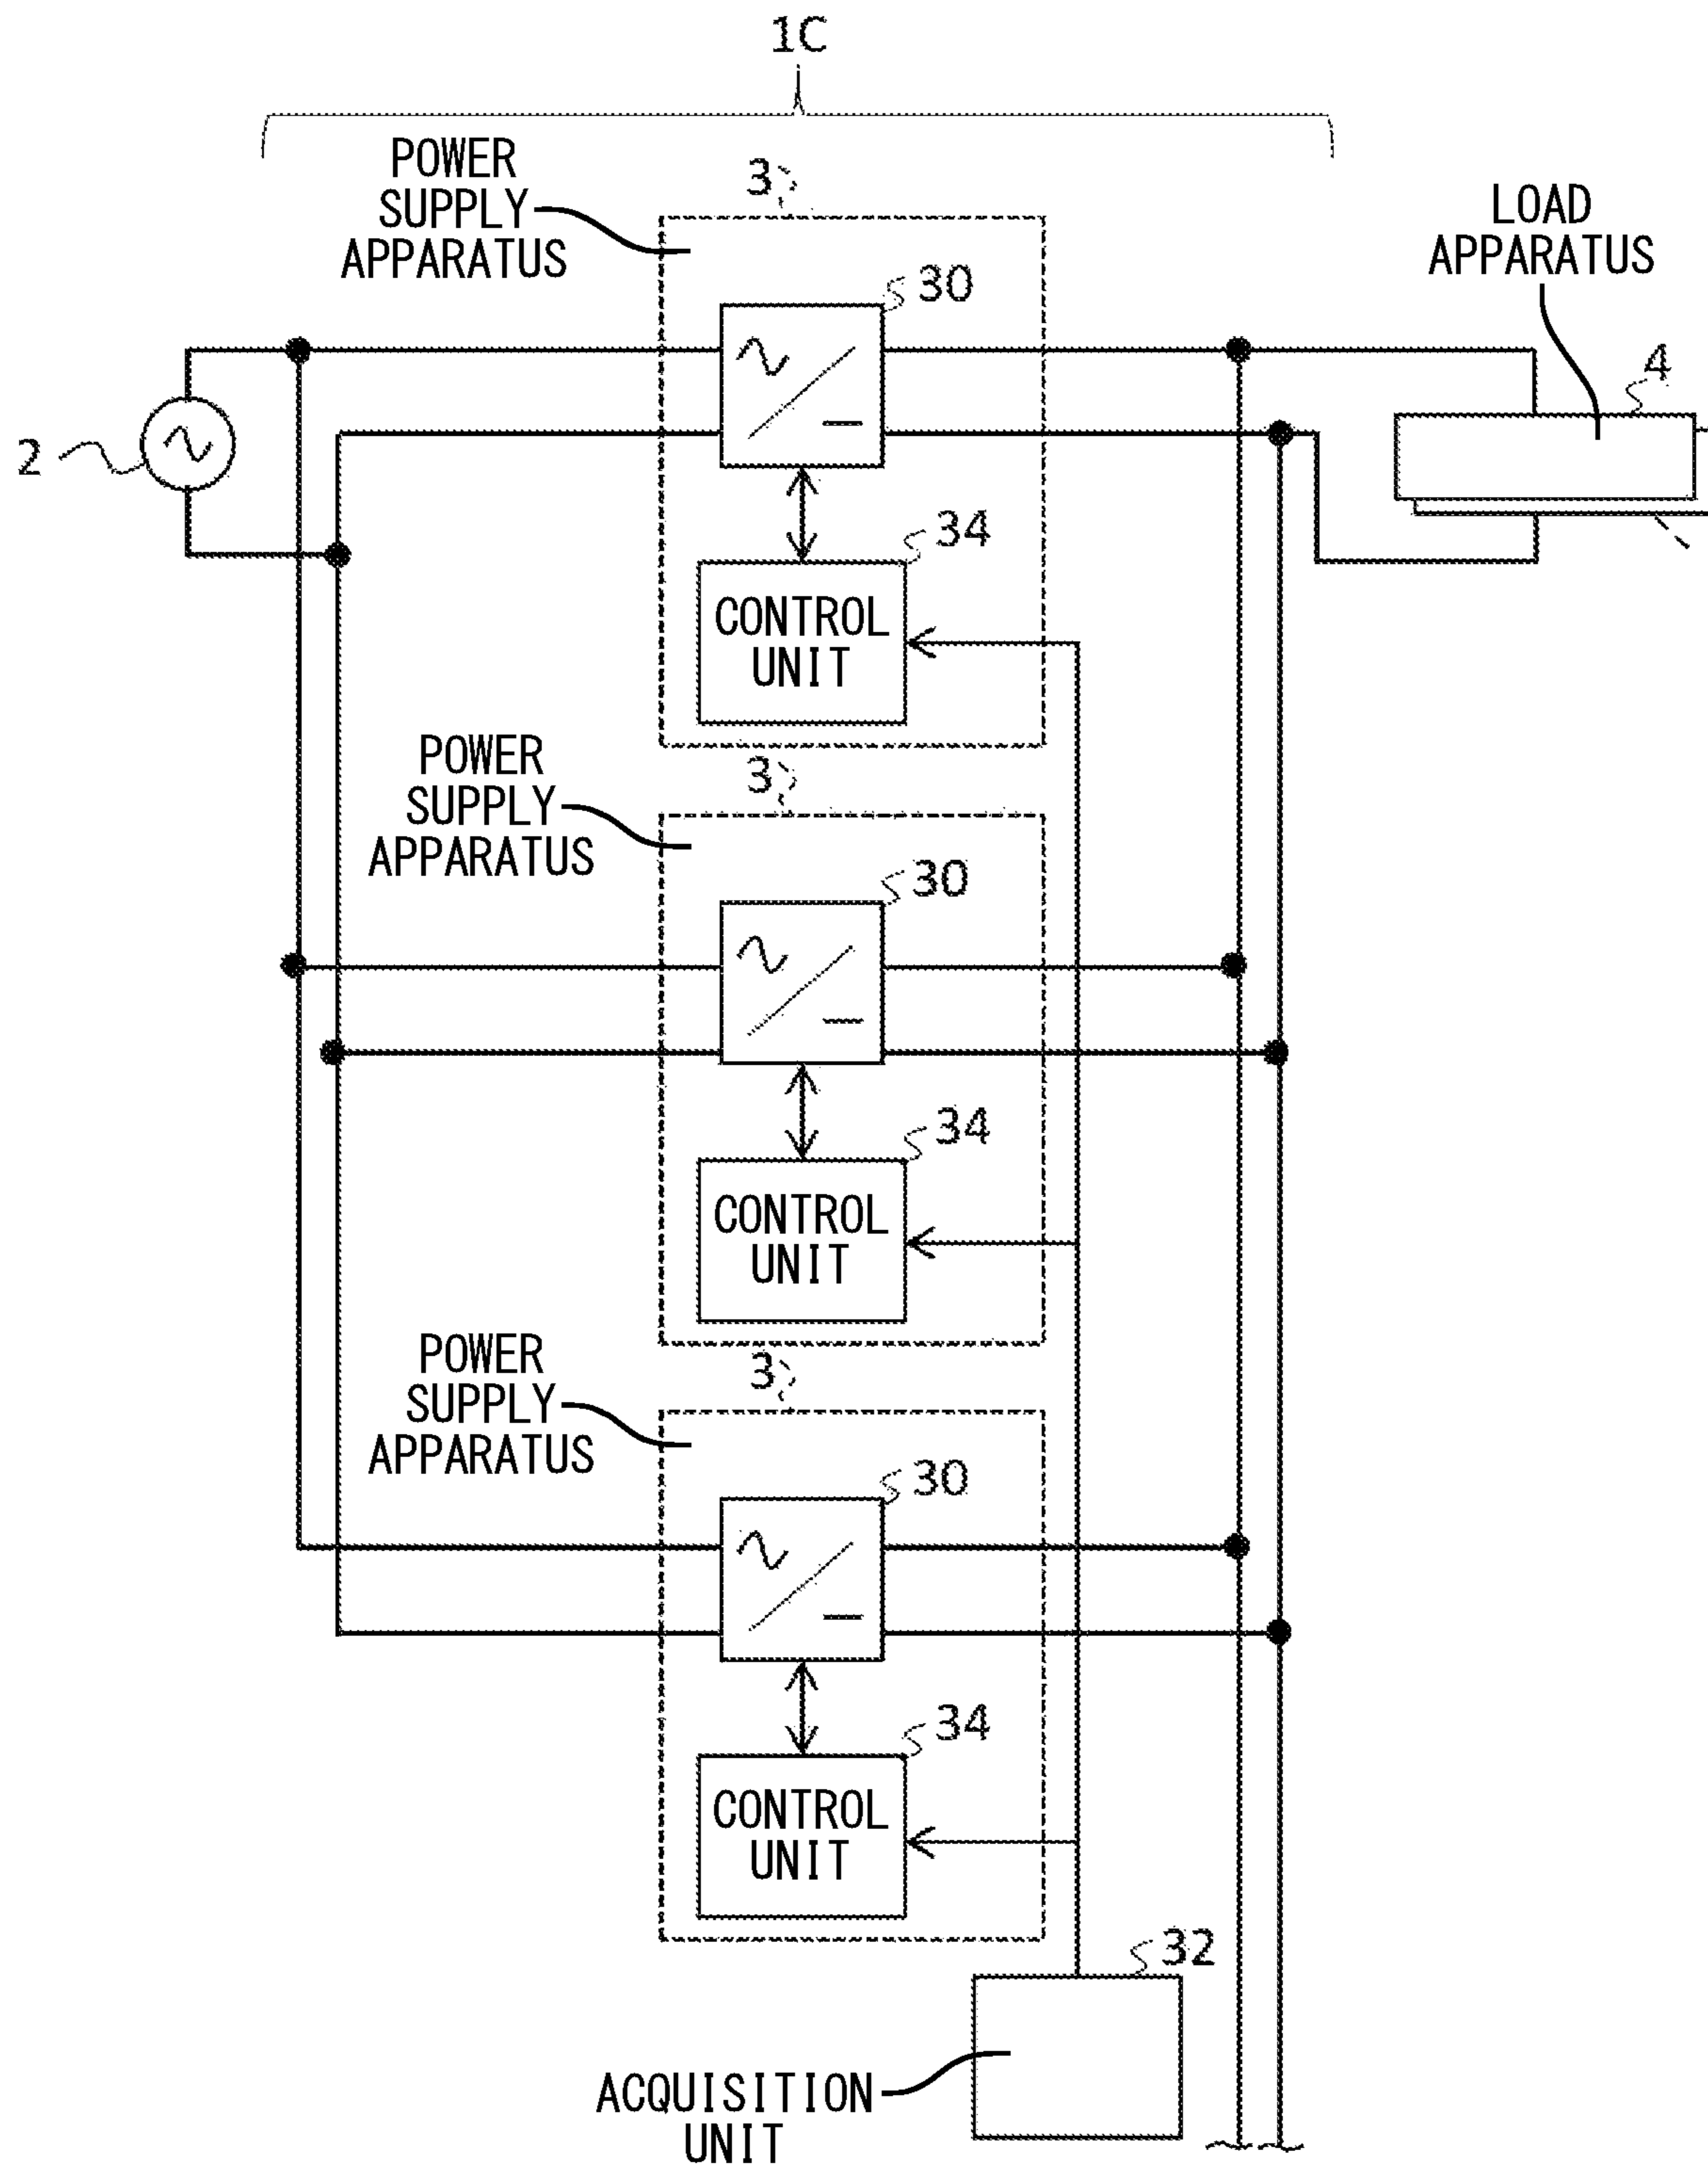 1C
POWER
SUPPLY
APPARATUS
3
LOAD
APPARATUS
30
4
2
34
CONTROL
UNIT
POWER
SUPPLY
APPARATUS
3
30
34
CONTROL
UNIT
POWER
SUPPLY
APPARATUS
3
30
34
CONTROL
UNIT
32
ACQUISITION
UNIT